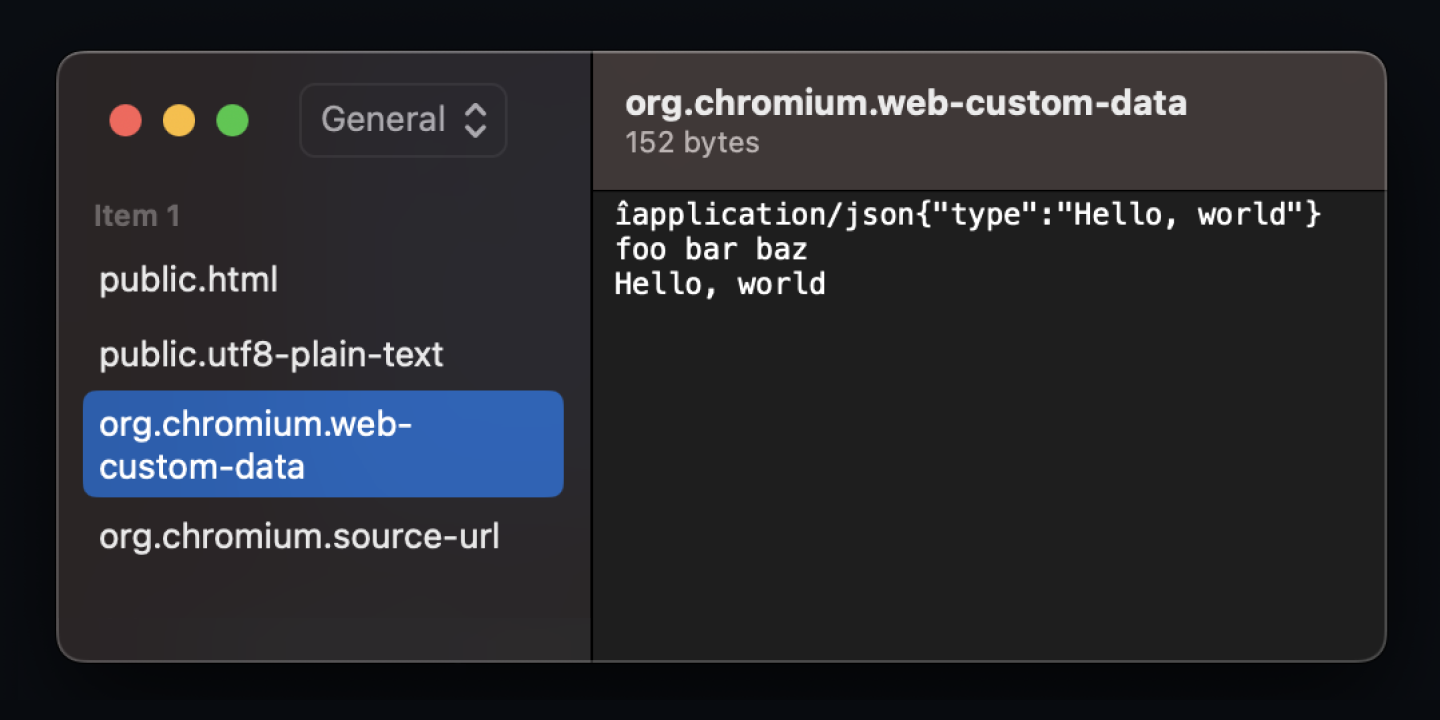 General
Item 1
public.html
public.utf8-plain-text
org.chromium.web-
custom-data
org.chromium.source-url
org.chromium.web-custom-data
152 bytes
îapplication/json{"type":"Hello, world"}
foo bar baz
Hello, world